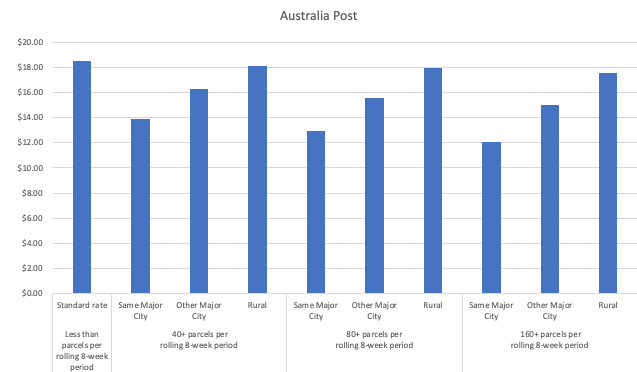 Australia Post
$20.00
$18.00
$16.00
$14.00
$12.00
$10.00
$8.00
$6.00
$4.00
$2.00
$0.00
Standard rate
Same Major
City
Other Major
City
Rural
Same Major
City
Other Major
City
Rural
Same Major
City
Other Major
City
Rural
Less than
parcels per
rolling 8-week
period
40+ parcels per
rolling 8-week period
80+ parcels per
rolling 8-week period
160+ parcels per
rolling 8-week period